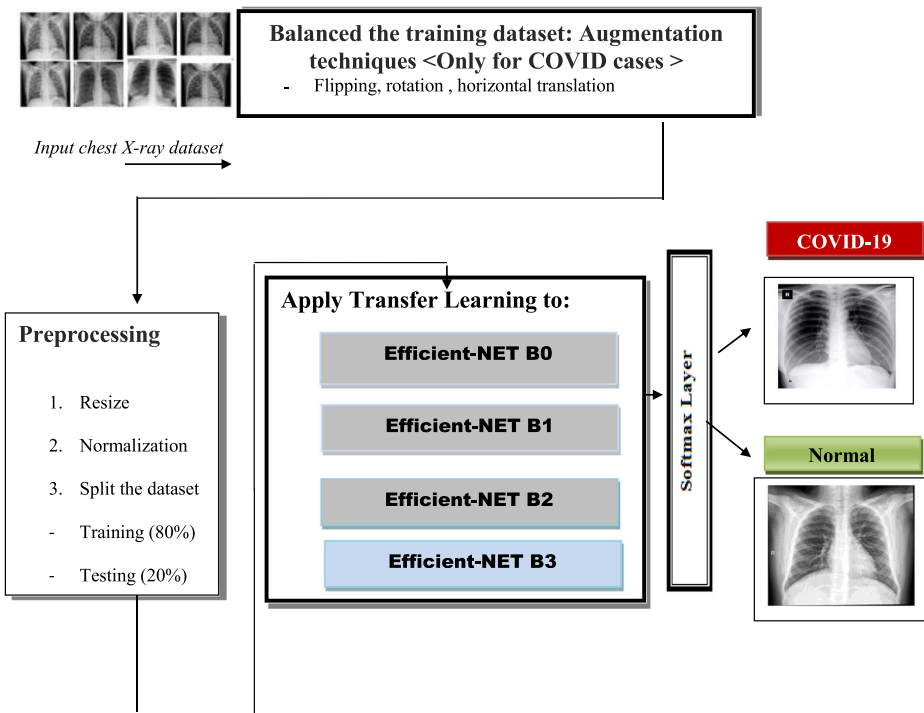 Balanced the training dataset: Augmentation
techniques <Only for COVID cases >
- Flipping, rotation , horizontal translation
Input chest X-ray dataset
Preprocessing
1. Resize
2. Normalization
3. Split the dataset
- Training (80%)
- Testing (20%)
Apply Transfer Learning to:
Efficient-NET B0
Efficient-NET B1
Efficient-NET B2
Efficient-NET B3
Softmax Layer
COVID-19
R
Normal
R